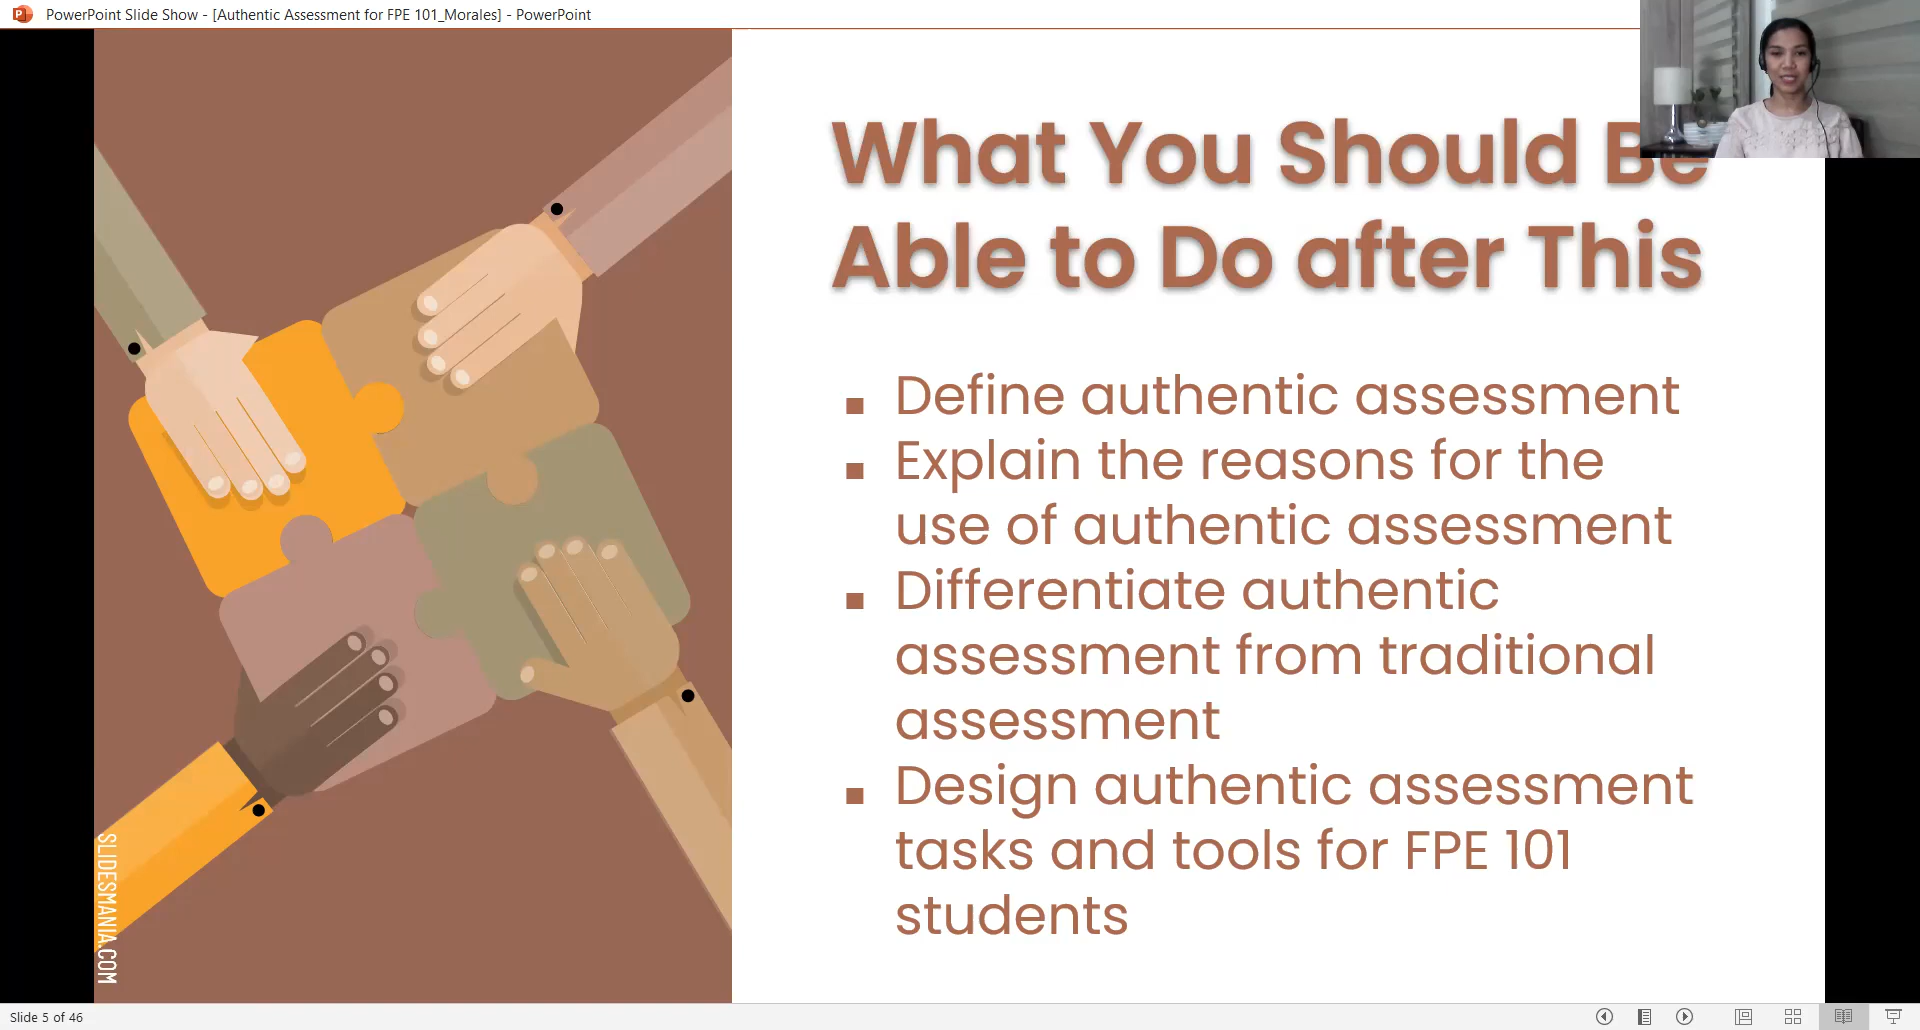 PowerPoint Slide Show - [Authentic Assessment for FPE 101_Morales] - PowerPoint
What You Should Be
Able to Do after This
▪ Define authentic assessment
▪ Explain the reasons for the
use of authentic assessment
▪ Differentiate authentic
assessment from traditional
assessment
▪ Design authentic assessment
tasks and tools for FPE 101
students
SLIDESMANIA.COM
Slide 5 of 46